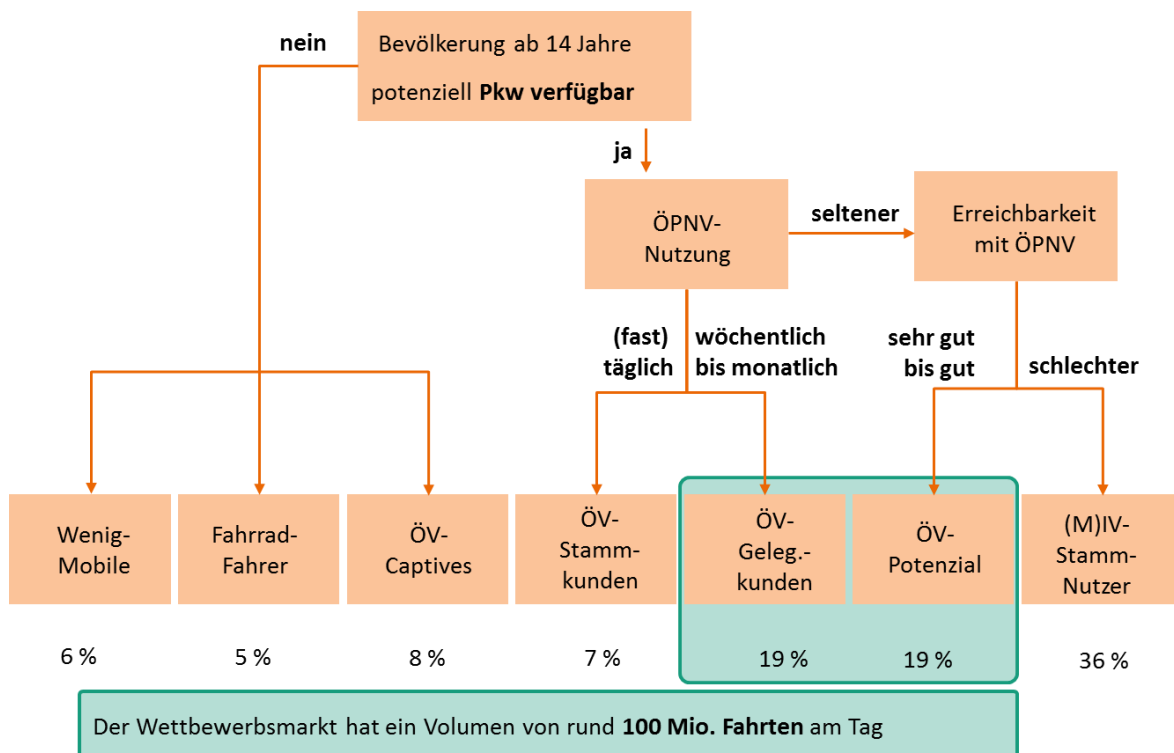 nein
Bevölkerung ab 14 Jahre
potenziell Pkw verfügbar
ja
ÖPNV-
Nutzung
seltener
Erreichbarkeit
mit ÖPNV
(fast)
täglich
wöchentlich
bis monatlich
sehr gut
bis gut
schlechter
Wenig-
Mobile
Fahrrad-
Fahrer
ÖV-
Captives
ÖV-
Stamm-
kunden
ÖV-
Geleg.-
kunden
ÖV-
Potenzial
(M)IV-
Stamm-
Nutzer
6 %
5 %
8 %
7 %
19 %
19 %
36 %
Der Wettbewerbsmarkt hat ein Volumen von rund 100 Mio. Fahrten am Tag